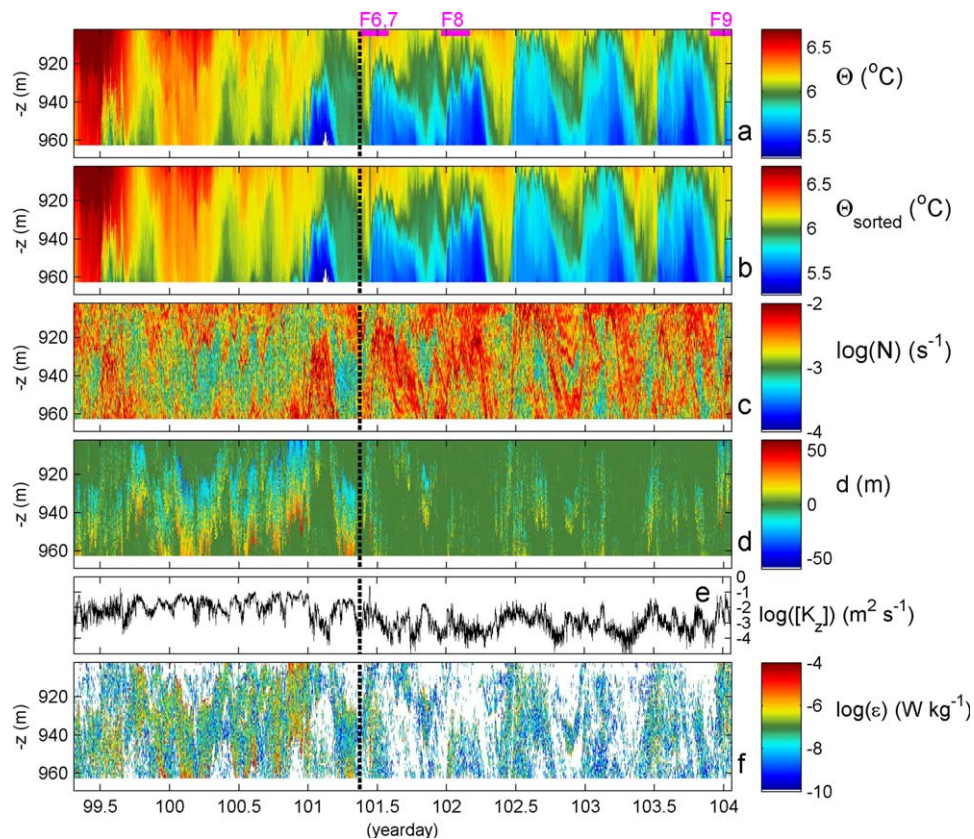 F6,7 F8 F9
920
940
960
-z (m)
a
6.5
6
5.5
Θ (°C)
920
940
960
-z (m)
b
6.5
6
5.5
Θsorted (°C)
920
940
960
-z (m)
c
-2
-3
-4
log(N) (s⁻¹)
920
940
960
-z (m)
d
50
0
-50
d (m)
e
0
-1
-2
-3
-4
log([Kz]) (m² s⁻¹)
920
940
960
-z (m)
f
-4
-6
-8
-10
log(ε) (W kg⁻¹)
99.5 100 100.5 101 101.5 102 102.5 103 103.5 104
(yearday)